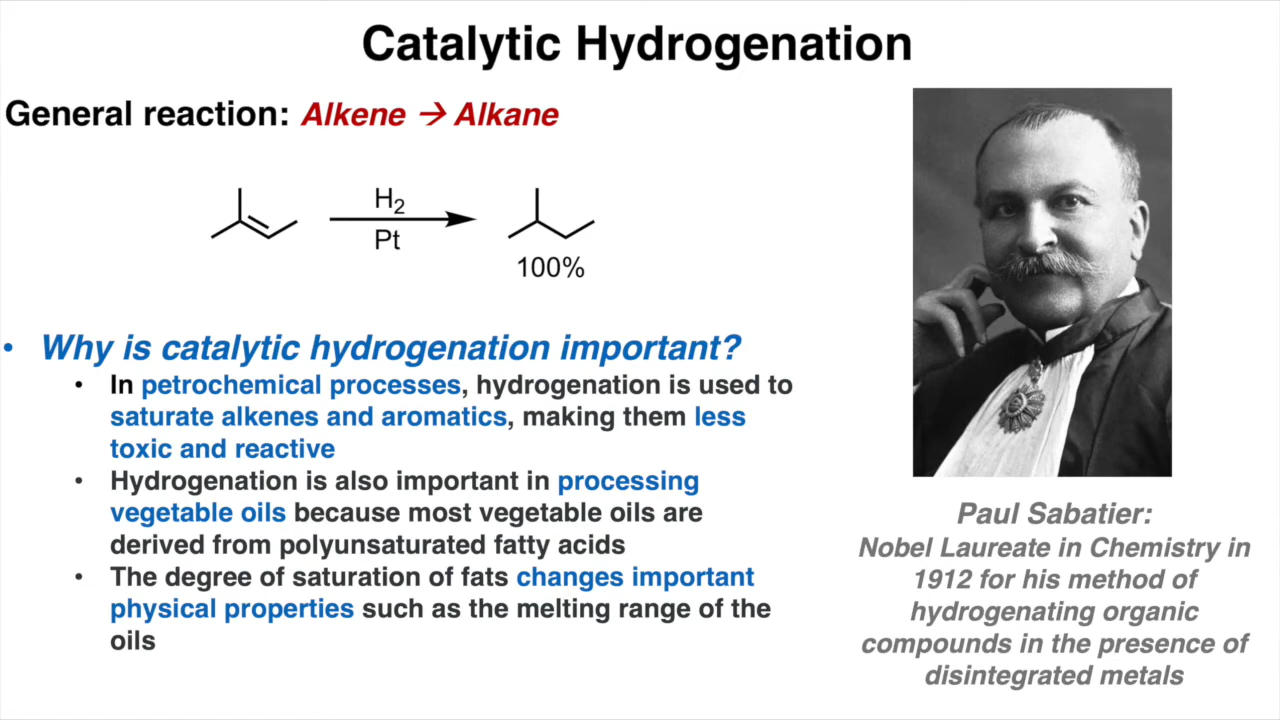 Catalytic Hydrogenation
General reaction: Alkene → Alkane
H₂
Pt
100%
• Why is catalytic hydrogenation important?
• In petrochemical processes, hydrogenation is used to
saturate alkenes and aromatics, making them less
toxic and reactive
• Hydrogenation is also important in processing
vegetable oils because most vegetable oils are
derived from polyunsaturated fatty acids
• The degree of saturation of fats changes important
physical properties such as the melting range of the
oils
Paul Sabatier:
Nobel Laureate in Chemistry in
1912 for his method of
hydrogenating organic
compounds in the presence of
disintegrated metals